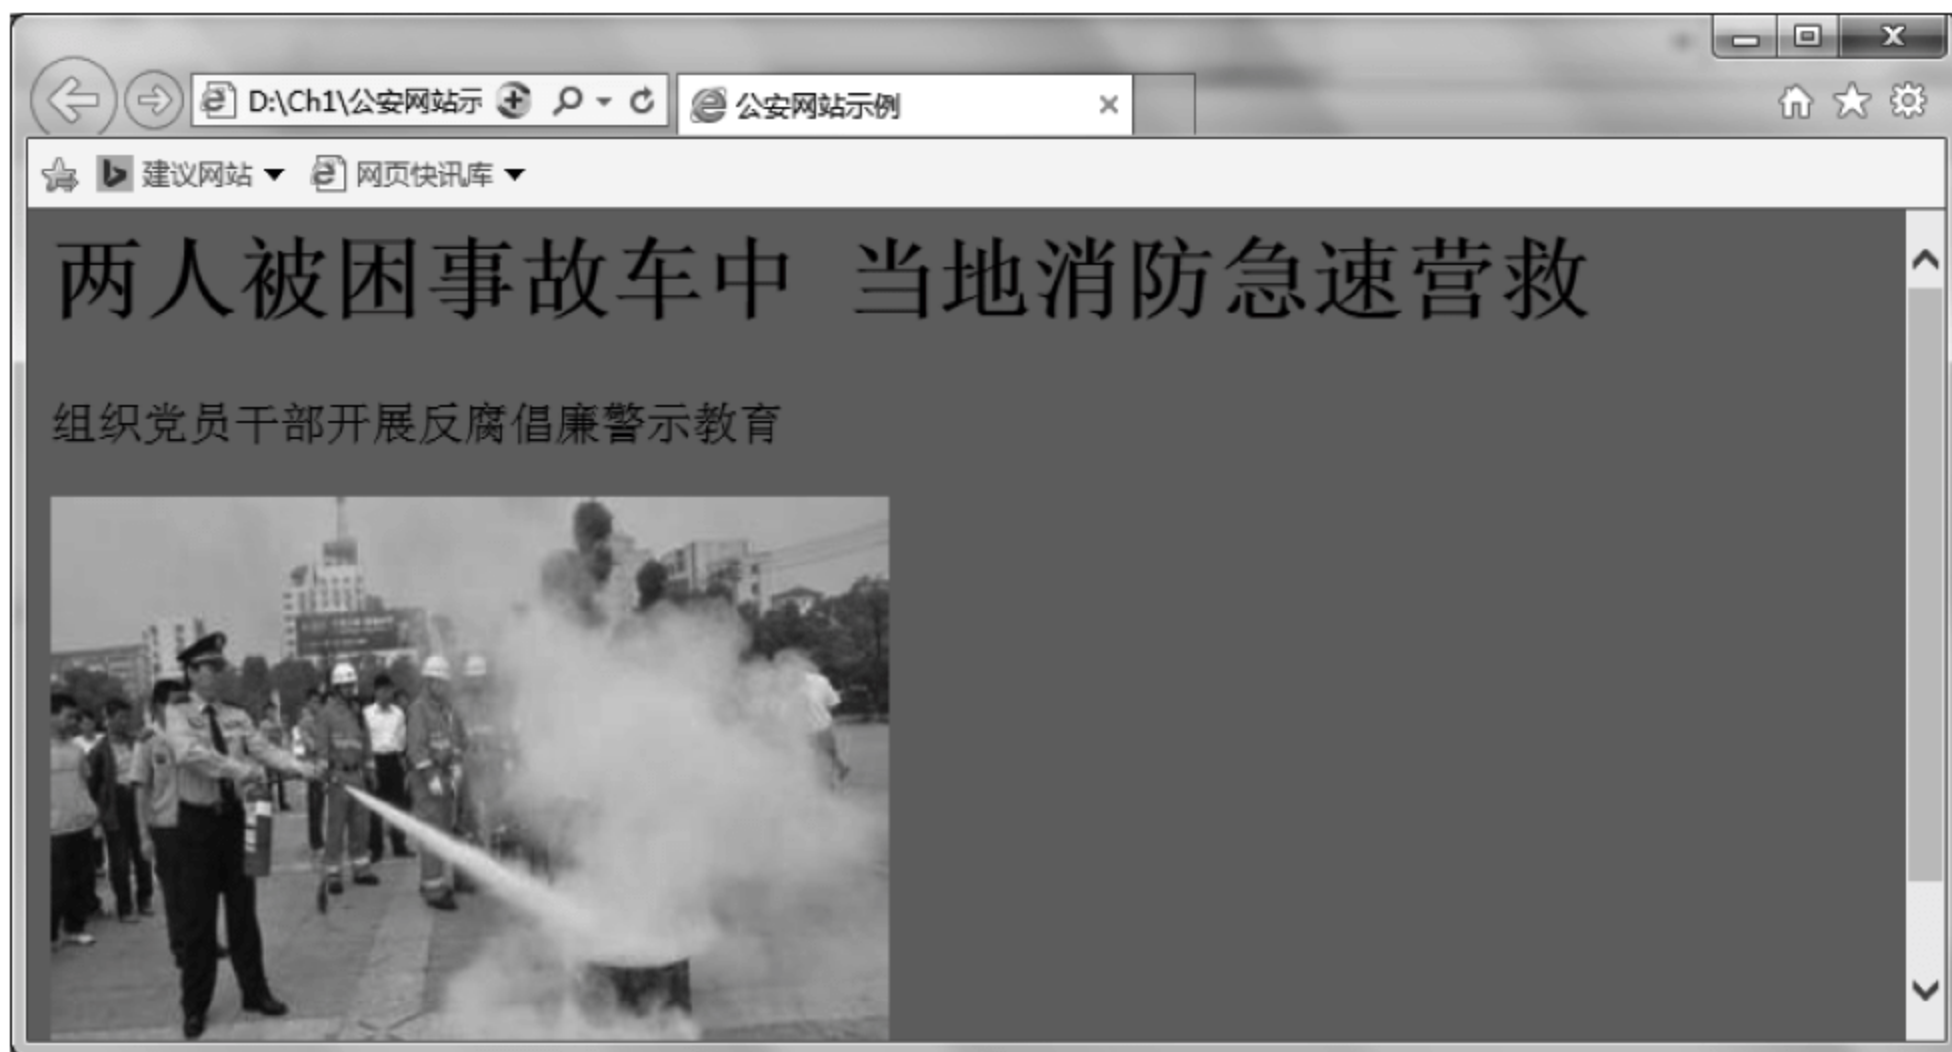 D:\Ch1\公安网站示
公安网站示例
建议网站
网页快讯库
两人被困事故车中 当地消防急速营救
组织党员干部开展反腐倡廉警示教育